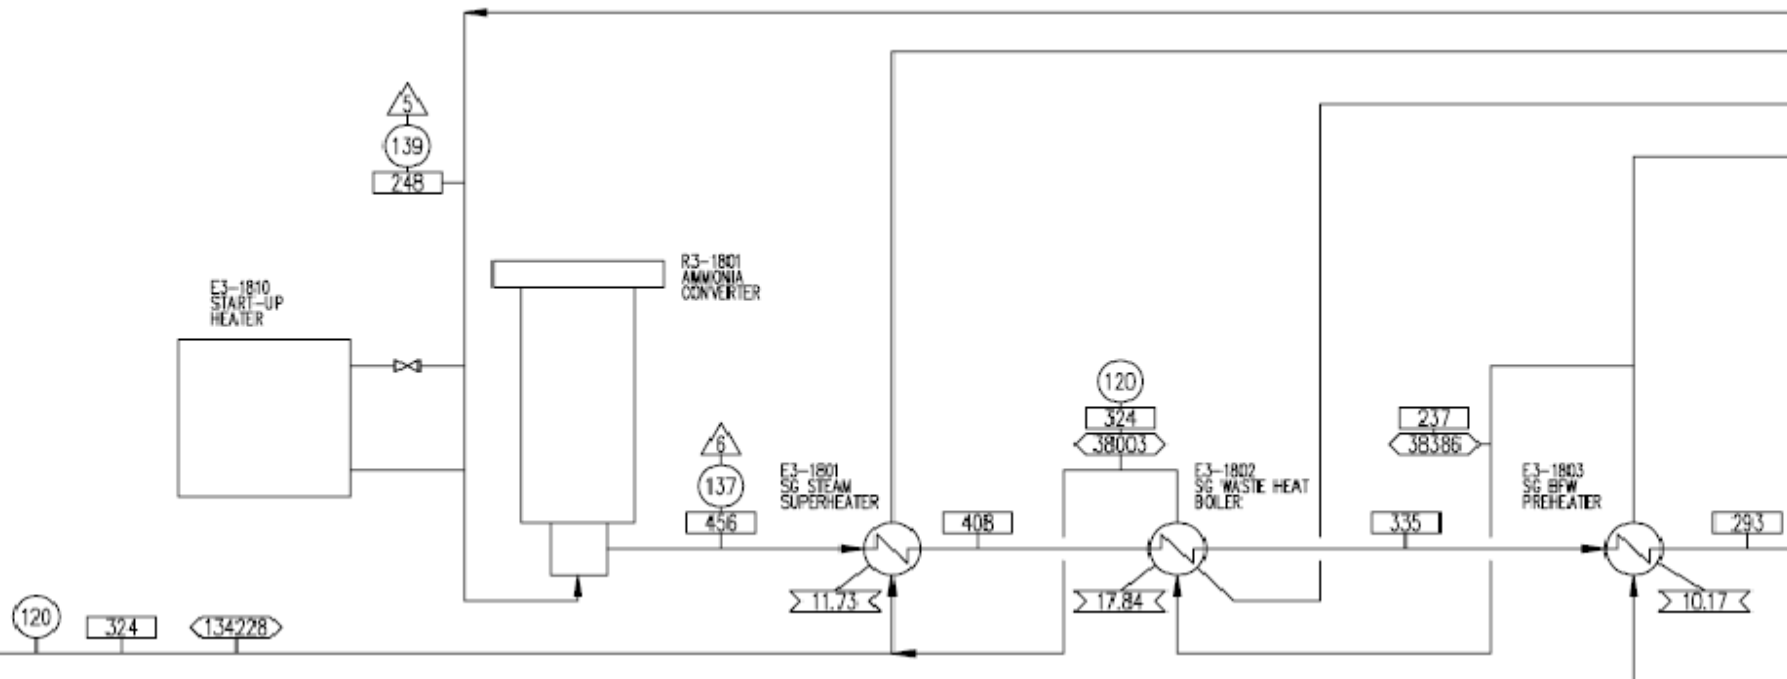 5
139
248
R3-1801
AMMONIA
CONVERTER
E3-1810
START-UP
HEATER
120
324
38003
237
38386
6
137
456
E3-1801
SG STEAM
SUPERHEATER
408
E3-1802
SG WASTE HEAT
BOILER
335
E3-1803
SG BFW
PREHEATER
293
11.73
17.84
10.17
120
324
134228